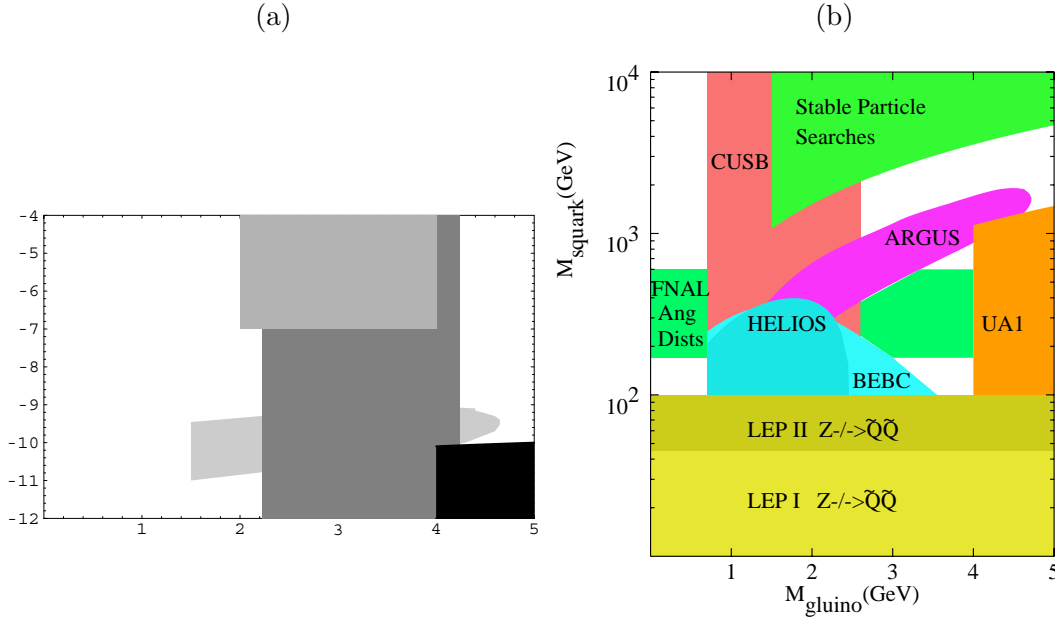 (a)
(b)
-4
-5
-6
-7
-8
-9
-10
-11
-12
1
2
3
4
5
10^4
10^3
10^2
M_squark(GeV)
Stable Particle
Searches
CUSB
ARGUS
FNAL
Ang
Dists
HELIOS
UA1
BEBC
LEP II Z-/->Q̃Q̃
LEP I Z-/->Q̃Q̃
1
2
3
4
5
M_gluino(GeV)